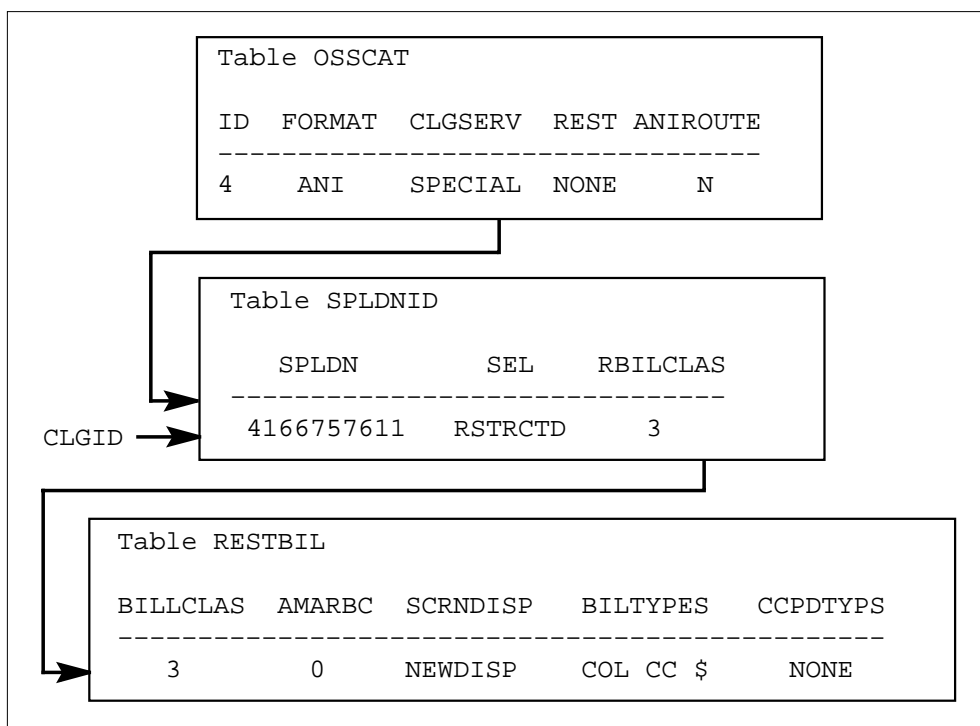 Table OSSCAT
ID FORMAT CLGSERV REST ANIROUTE
----------------------------------
4 ANI SPECIAL NONE N
Table SPLDNID
SPLDN SEL RBILCLAS
-------------------------------
4166757611 RSTRCTD 3
CLGID
Table RESTBIL
BILLCLAS AMARBC SCRNDISP BILTYPES CCPDTYPS
------------------------------------------------
3 0 NEWDISP COL CC $ NONE